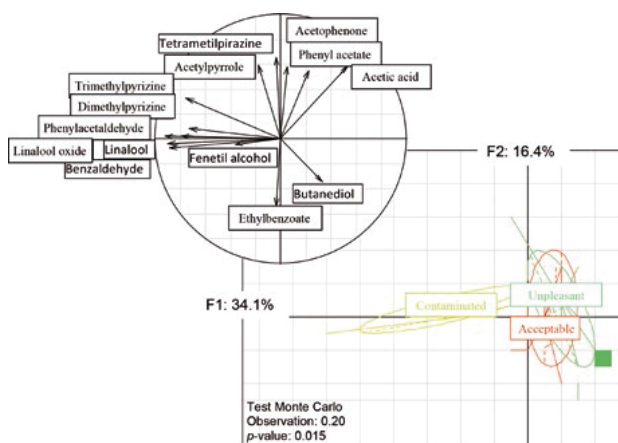 Acetophenone
Tetrametilpirazine
Phenyl acetate
Acetylpyrrole
Acetic acid
Trimethylpyrizine
Dimethylpyrizine
Phenylacetaldehyde
Linalool oxide
Linalool
Fenetil alcohol
Benzaldehyde
Butanediol
Ethylbenzoate
F2: 16.4%
F1: 34.1%
Contaminated
Unpleasant
Acceptable
Test Monte Carlo
Observation: 0.20
p-value: 0.015